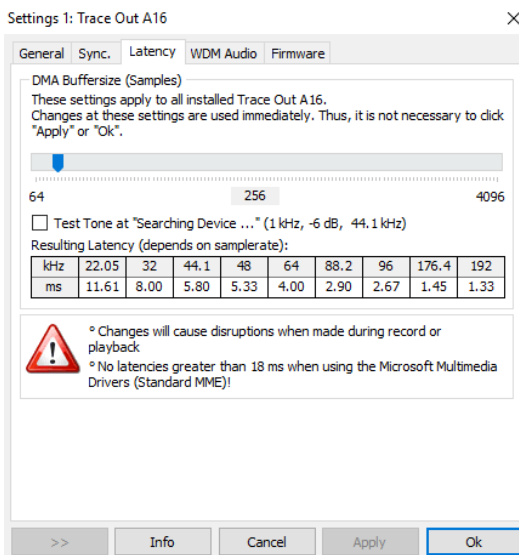 Settings 1: Trace Out A16
General Sync. Latency WDM Audio Firmware
DMA Buffersize (Samples)
These settings apply to all installed Trace Out A16.
Changes at these settings are used immediately. Thus, it is not necessary to click
"Apply" or "Ok".
64 256 4096
Test Tone at "Searching Device ..." (1 kHz, -6 dB, 44.1 kHz)
Resulting Latency (depends on samplerate):
kHz 22.05 32 44.1 48 64 88.2 96 176.4 192
ms 11.61 8.00 5.80 5.33 4.00 2.90 2.67 1.45 1.33
° Changes will cause disruptions when made during record or
playback
° No latencies greater than 18 ms when using the Microsoft Multimedia
Drivers (Standard MME)!
>> Info Cancel Apply Ok